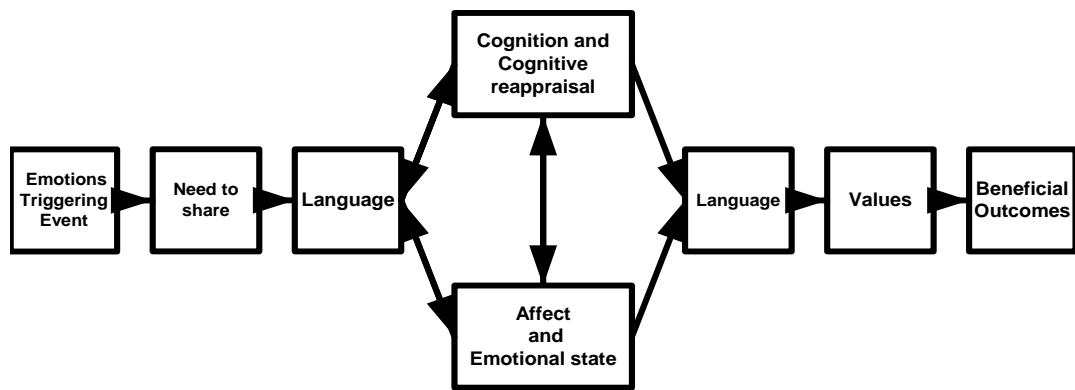 Cognition and
Cognitive
reappraisal
Emotions
Triggering
Event
Need to
share
Language
Language
Values
Beneficial
Outcomes
Affect
and
Emotional state